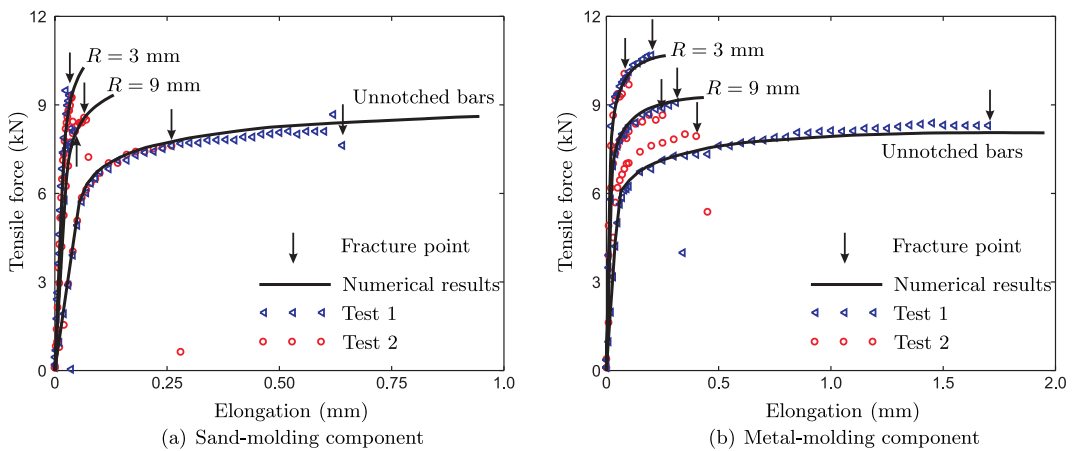 12
9
6
3
0
Tensile force (kN)
R = 3 mm
R = 9 mm
Unnotched bars
Fracture point
Numerical results
Test 1
Test 2
0 0.25 0.50 0.75 1.0
Elongation (mm)
(a) Sand-molding component
12
9
6
3
0
Tensile force (kN)
R = 3 mm
R = 9 mm
Unnotched bars
Fracture point
Numerical results
Test 1
Test 2
0 0.5 1.0 1.5 2.0
Elongation (mm)
(b) Metal-molding component